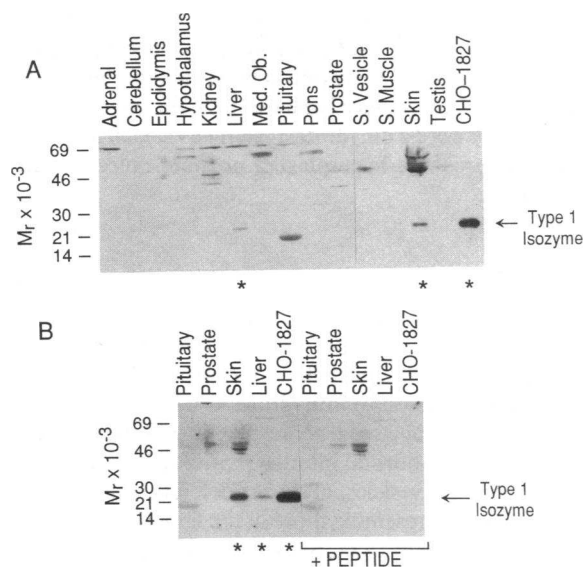 A
Adrenal
Cerebellum
Epididymis
Hypothalamus
Kidney
Liver
Med. Ob.
Pituitary
Pons
Prostate
S. Vesicle
S. Muscle
Skin
Testis
CHO–1827
Mr x 10-3
69 –
46 –
30 –
21 –
14 –
← Type 1
Isozyme
* * *
B
Pituitary
Prostate
Skin
Liver
CHO-1827
Pituitary
Prostate
Skin
Liver
CHO-1827
Mr x 10-3
69 –
46 –
30 –
21 –
14 –
← Type 1
Isozyme
* * *
+ PEPTIDE